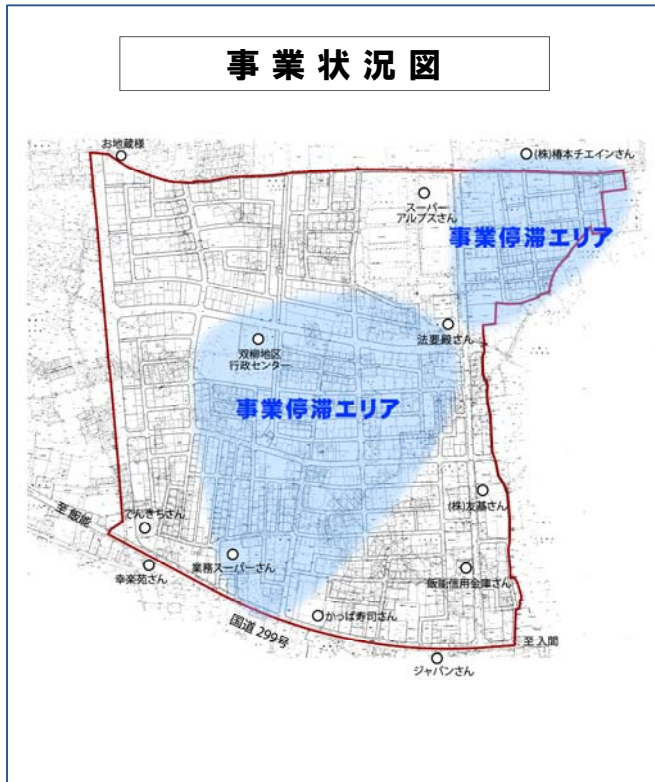 事業状況図
お地蔵様
(株)椿本チエインさん
スーパー
アルプスさん
事業停滞エリア
法要殿さん
双柳地区
行政センター
事業停滞エリア
(株)友基さん
至 飯能
でんきちさん
幸楽苑さん
業務スーパーさん
飯能信用金庫さん
国道 299号
かっぱ寿司さん
至 入間
ジャパンさん